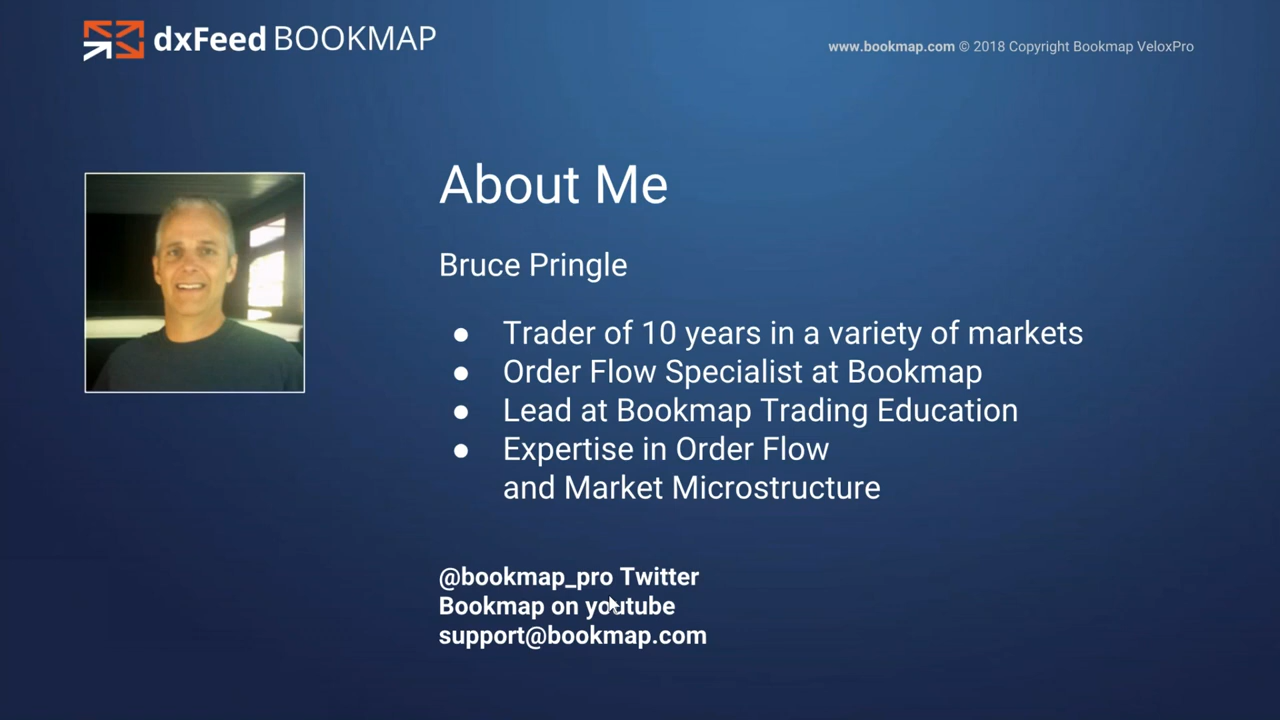 dxFeed BOOKMAP
www.bookmap.com © 2018 Copyright Bookmap VeloxPro
About Me
Bruce Pringle
● Trader of 10 years in a variety of markets
● Order Flow Specialist at Bookmap
● Lead at Bookmap Trading Education
● Expertise in Order Flow
and Market Microstructure
@bookmap_pro Twitter
Bookmap on youtube
support@bookmap.com